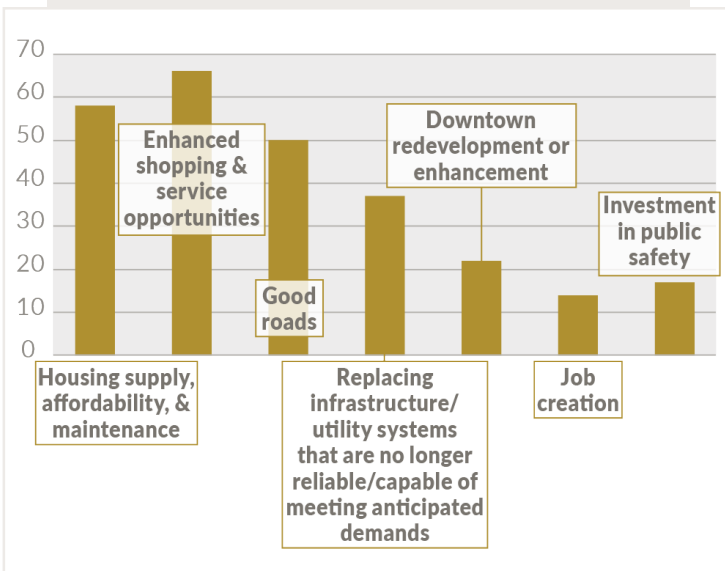 70
60
50
40
30
20
10
0
Enhanced
shopping &
service
opportunities
Downtown
redevelopment or
enhancement
Investment
in public
safety
Good
roads
Housing supply,
affordability, &
maintenance
Replacing
infrastructure/
utility systems
that are no longer
reliable/capable of
meeting anticipated
demands
Job
creation